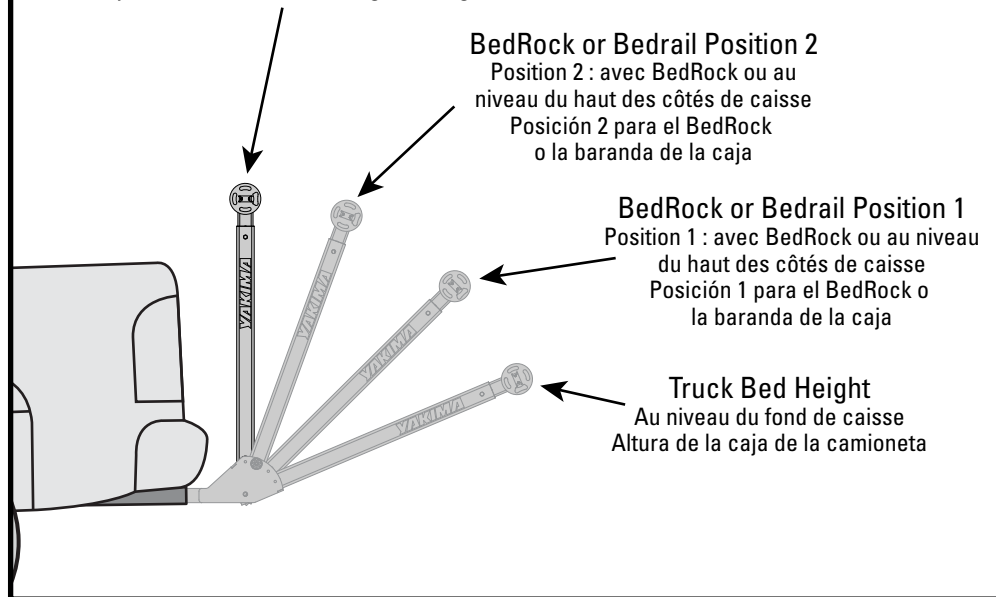 BedRock or Bedrail Position 2
Position 2 : avec BedRock ou au
niveau du haut des côtés de caisse
Posición 2 para el BedRock
o la baranda de la caja
BedRock or Bedrail Position 1
Position 1 : avec BedRock ou au niveau
du haut des côtés de caisse
Posición 1 para el BedRock o
la baranda de la caja
YAKIMA
YAKIMA
YAKIMA
YAKIMA
Truck Bed Height
Au niveau du fond de caisse
Altura de la caja de la camioneta